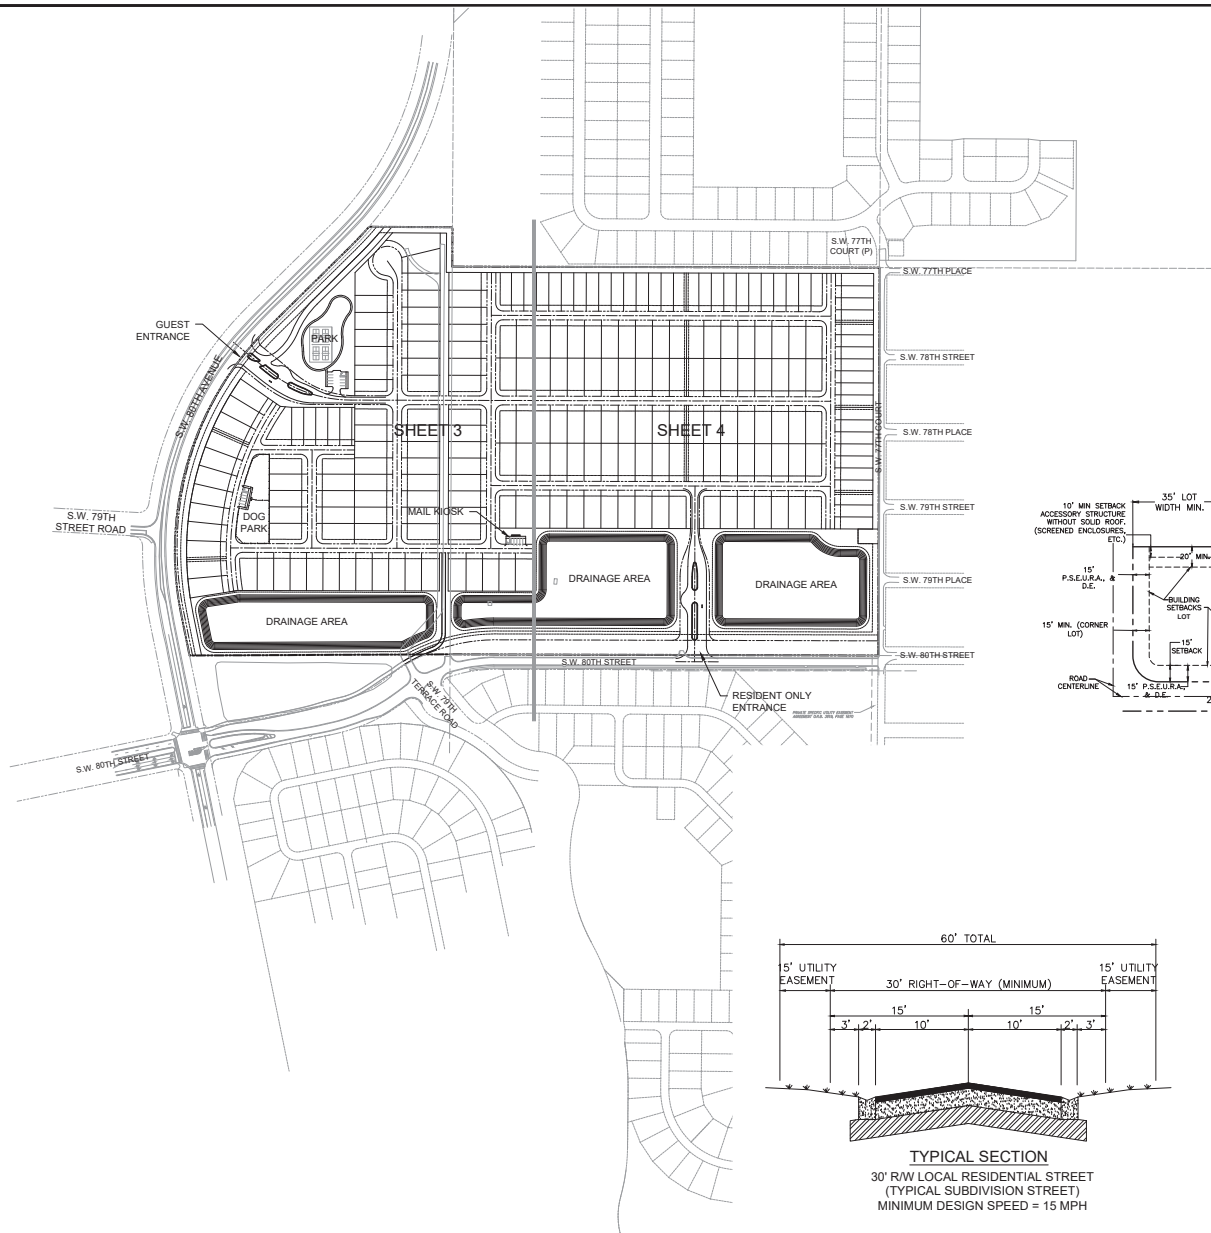 S.W. 77TH
COURT (P)
S.W. 77TH PLACE
GUEST
ENTRANCE
PARK
S.W. 80TH AVENUE
S.W. 78TH STREET
SHEET 3
SHEET 4
S.W. 78TH PLACE
S.W. 77TH COURT
S.W. 79TH
STREET ROAD
DOG
PARK
MAIL KIOSK
S.W. 79TH STREET
DRAINAGE AREA
DRAINAGE AREA
S.W. 79TH PLACE
DRAINAGE AREA
S.W. 80TH STREET
S.W. 80TH STREET
S.W. 79TH
TERRACE ROAD
RESIDENT ONLY
ENTRANCE
S.W. 80TH STREET
10' MIN SETBACK
ACCESSORY STRUCTURE
WITHOUT SOLID ROOF.
(SCREENED ENCLOSURES,
ETC.)
35' LOT
WIDTH MIN.
20' MIN.
15'
P.S.E.U.R.A., &
D.E.
BUILDING
SETBACKS
LOT
15' MIN. (CORNER
LOT)
15'
SETBACK
ROAD
CENTERLINE
15' P.S.E.U.R.A.,
& D.E.
2
60' TOTAL
15' UTILITY
EASEMENT
15' UTILITY
EASEMENT
30' RIGHT-OF-WAY (MINIMUM)
15' 15'
3' 2' 10' 10' 2' 3'
TYPICAL SECTION
30' R/W LOCAL RESIDENTIAL STREET
(TYPICAL SUBDIVISION STREET)
MINIMUM DESIGN SPEED = 15 MPH